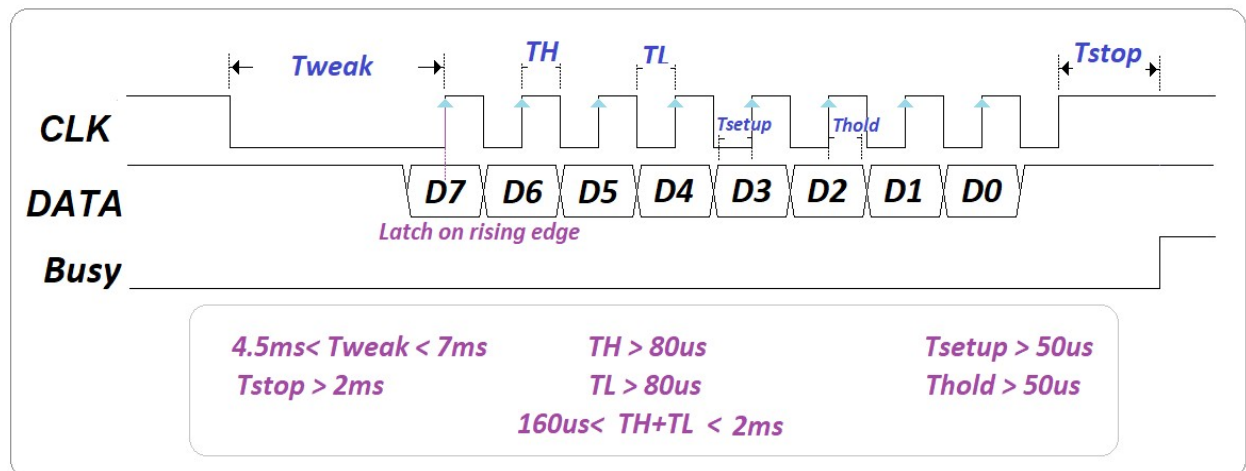 Tweak TH TL Tstop
CLK Tsetup Thold
DATA D7 D6 D5 D4 D3 D2 D1 D0
Latch on rising edge
Busy
4.5ms< Tweak < 7ms TH > 80us Tsetup > 50us
Tstop > 2ms TL > 80us Thold > 50us
160us< TH+TL < 2ms